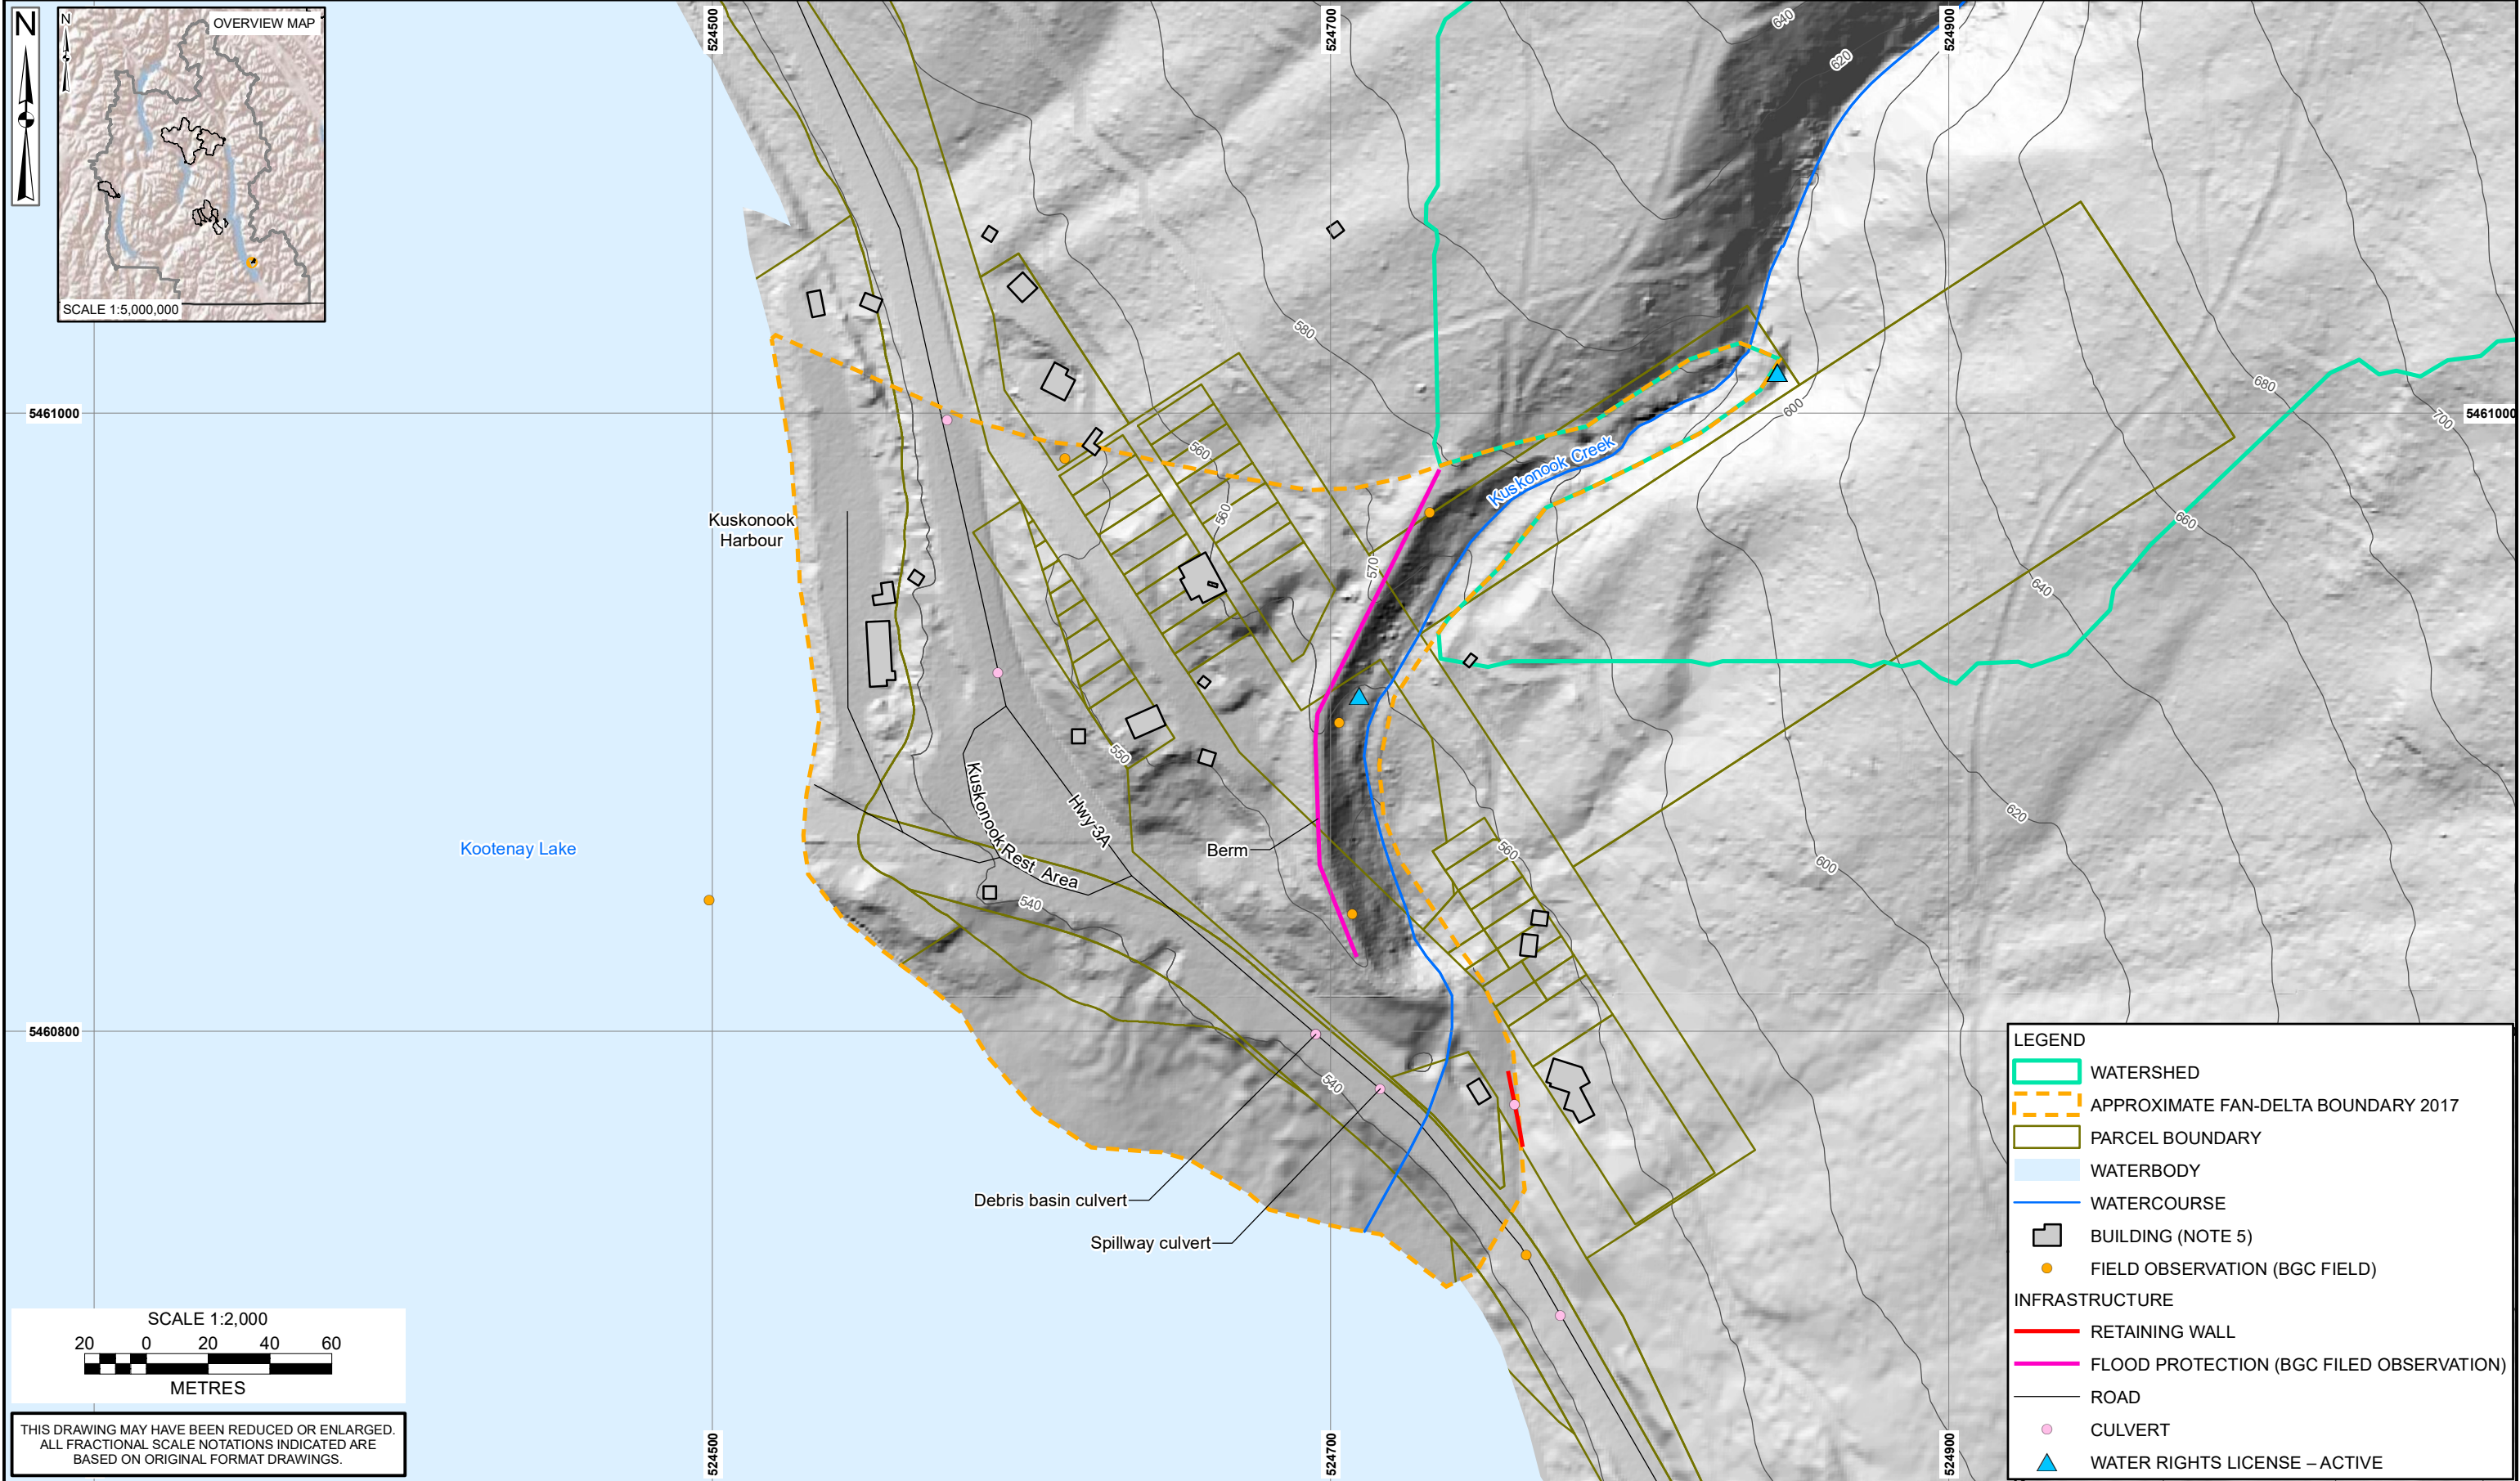 N
N
OVERVIEW MAP
SCALE 1:5,000,000
524500
524700
524900
640
620
580
5461000
5461000
600
680
700
560
560
660
570
640
Kuskonook Creek
Kuskonook
Harbour
550
Kuskonook Rest Area
Hwy 3A
Kootenay Lake
Berm
560
620
600
540
5460800
540
Debris basin culvert
Spillway culvert
SCALE 1:2,000
20 0 20 40 60
METRES
THIS DRAWING MAY HAVE BEEN REDUCED OR ENLARGED.
ALL FRACTIONAL SCALE NOTATIONS INDICATED ARE
BASED ON ORIGINAL FORMAT DRAWINGS.
524500
524700
524900
LEGEND
WATERSHED
APPROXIMATE FAN-DELTA BOUNDARY 2017
PARCEL BOUNDARY
WATERBODY
WATERCOURSE
BUILDING (NOTE 5)
FIELD OBSERVATION (BGC FIELD)
INFRASTRUCTURE
RETAINING WALL
FLOOD PROTECTION (BGC FILED OBSERVATION)
ROAD
CULVERT
WATER RIGHTS LICENSE – ACTIVE